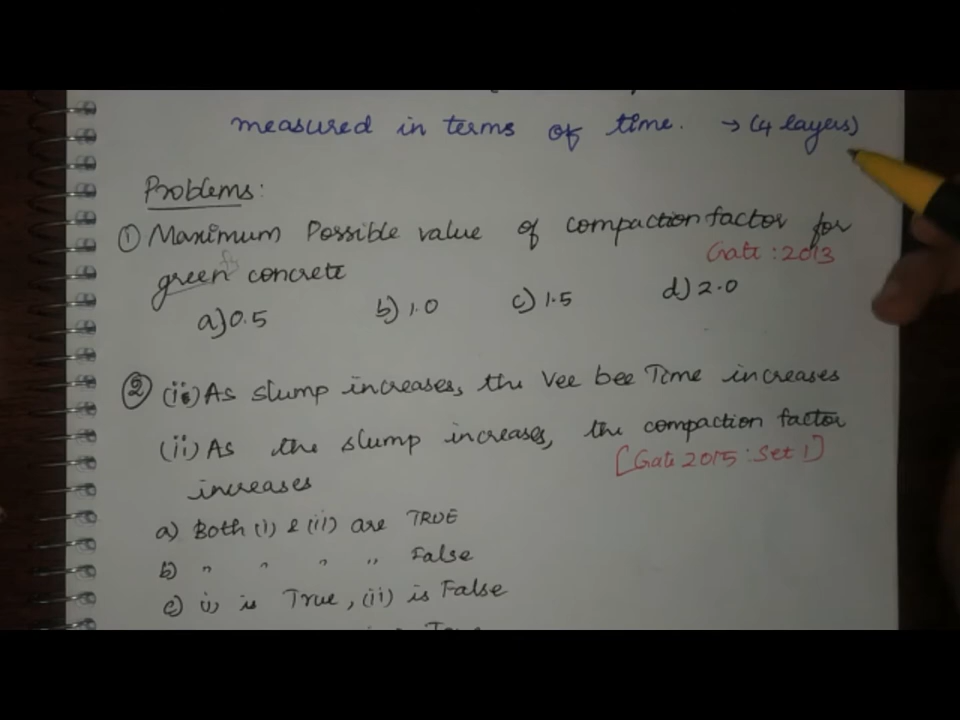 measured in terms of time. → (4 layers)
Problems:
① Maximum Possible value of compaction factor for
green concrete
Gate : 2013
a) 0.5 b) 1.0 c) 1.5 d) 2.0
② (i) As slump increases, the Vee bee Time increases
(ii) As the slump increases, the compaction factor
increases
[Gate 2015 : Set 1]
a) Both (i) & (ii) are TRUE
b) " " " " False
c) (i) is True, (ii) is False